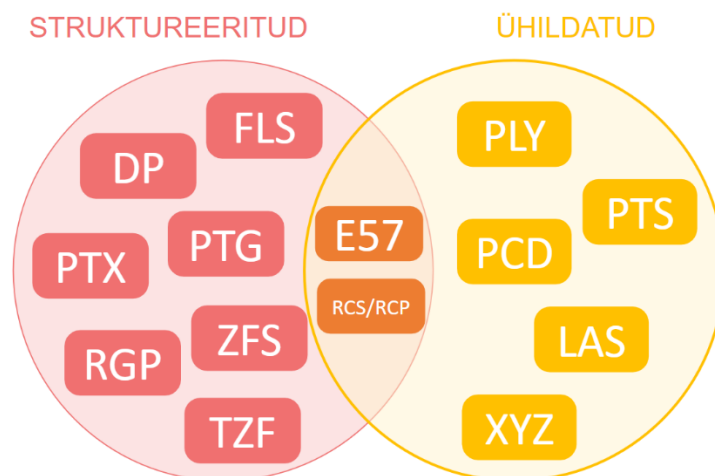 STRUKTUREERITUD
ÜHILDATUD
FLS
DP
PTG
PTX
ZFS
RGP
TZF
E57
RCS/RCP
PLY
PTS
PCD
LAS
XYZ